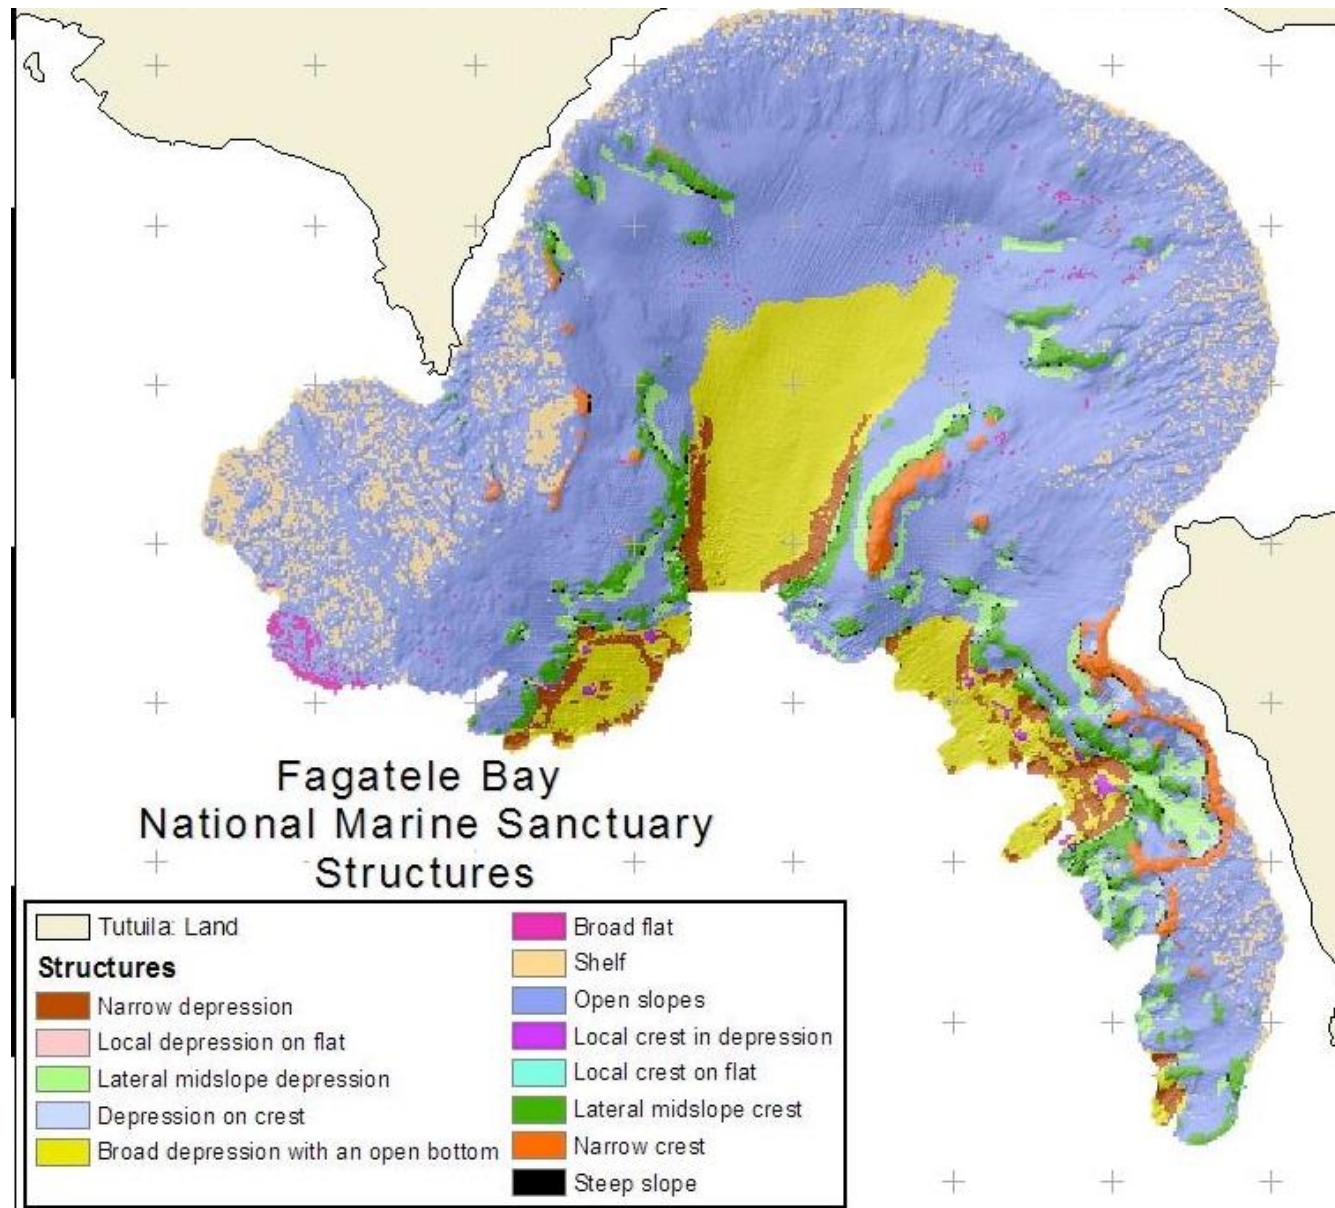 Fagatele Bay
National Marine Sanctuary
Structures
Tutuila: Land
Structures
Narrow depression
Local depression on flat
Lateral midslope depression
Depression on crest
Broad depression with an open bottom
Broad flat
Shelf
Open slopes
Local crest in depression
Local crest on flat
Lateral midslope crest
Narrow crest
Steep slope